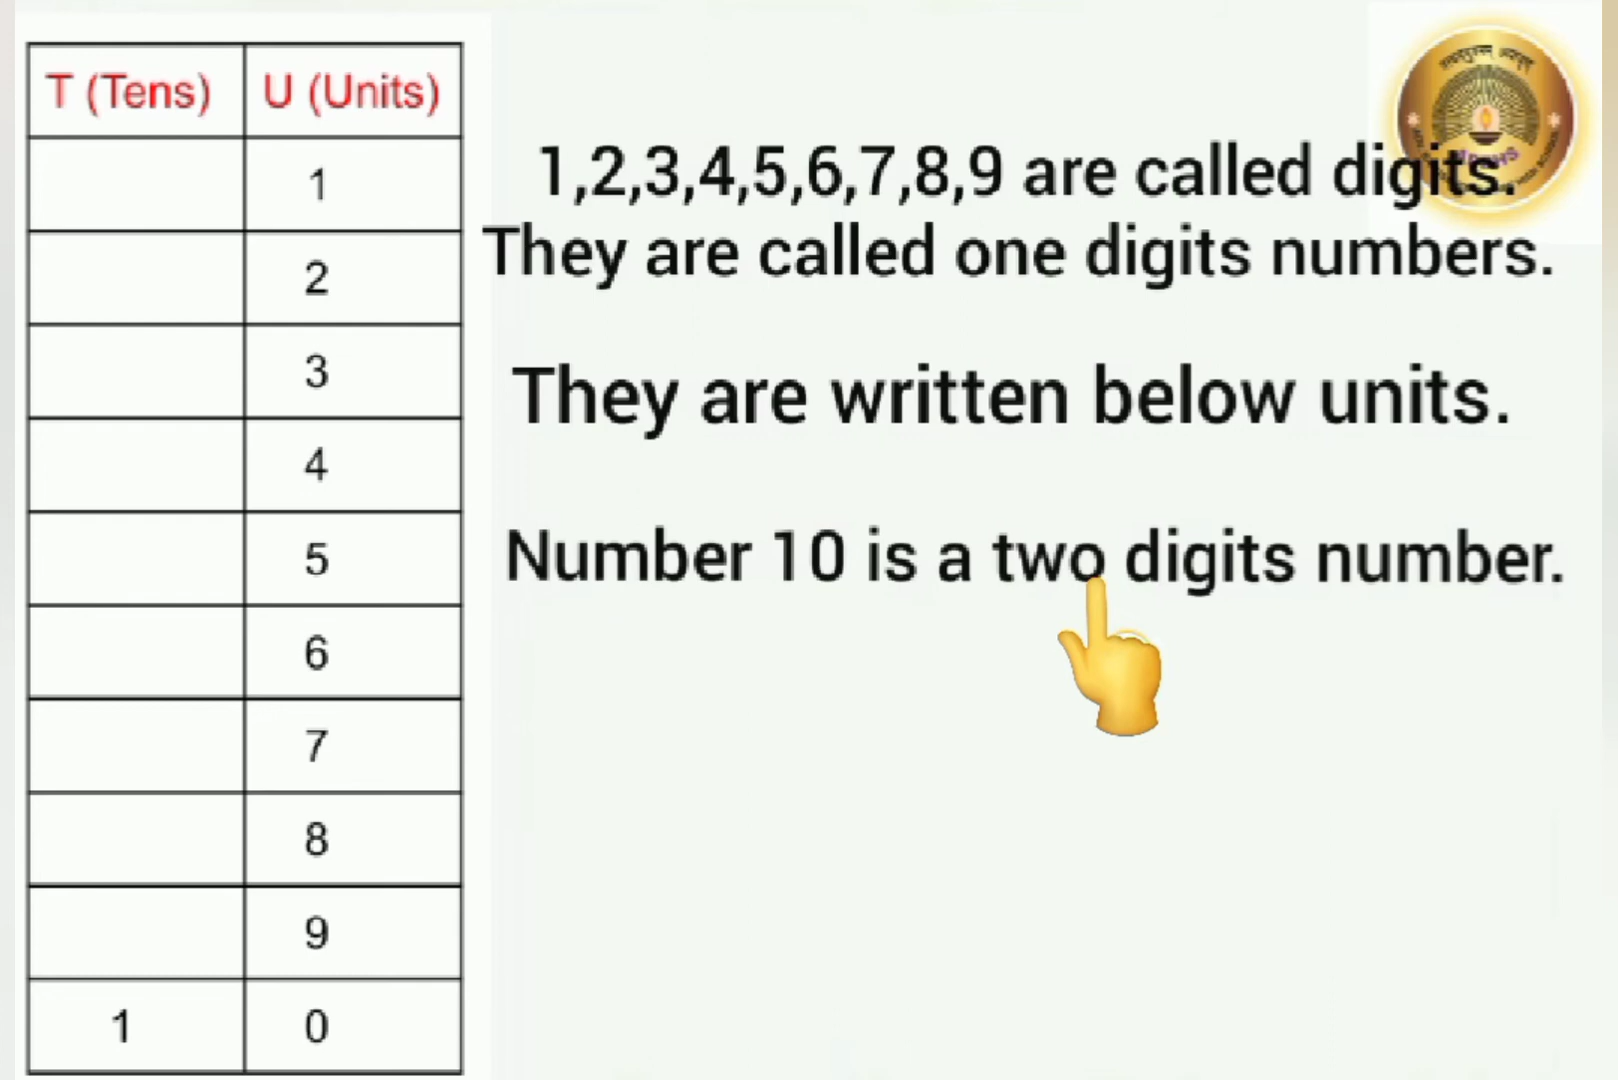 T (Tens) U (Units)
1
2
3
4
5
6
7
8
9
1 0
1,2,3,4,5,6,7,8,9 are called digits.
They are called one digits numbers.
They are written below units.
Number 10 is a two digits number.